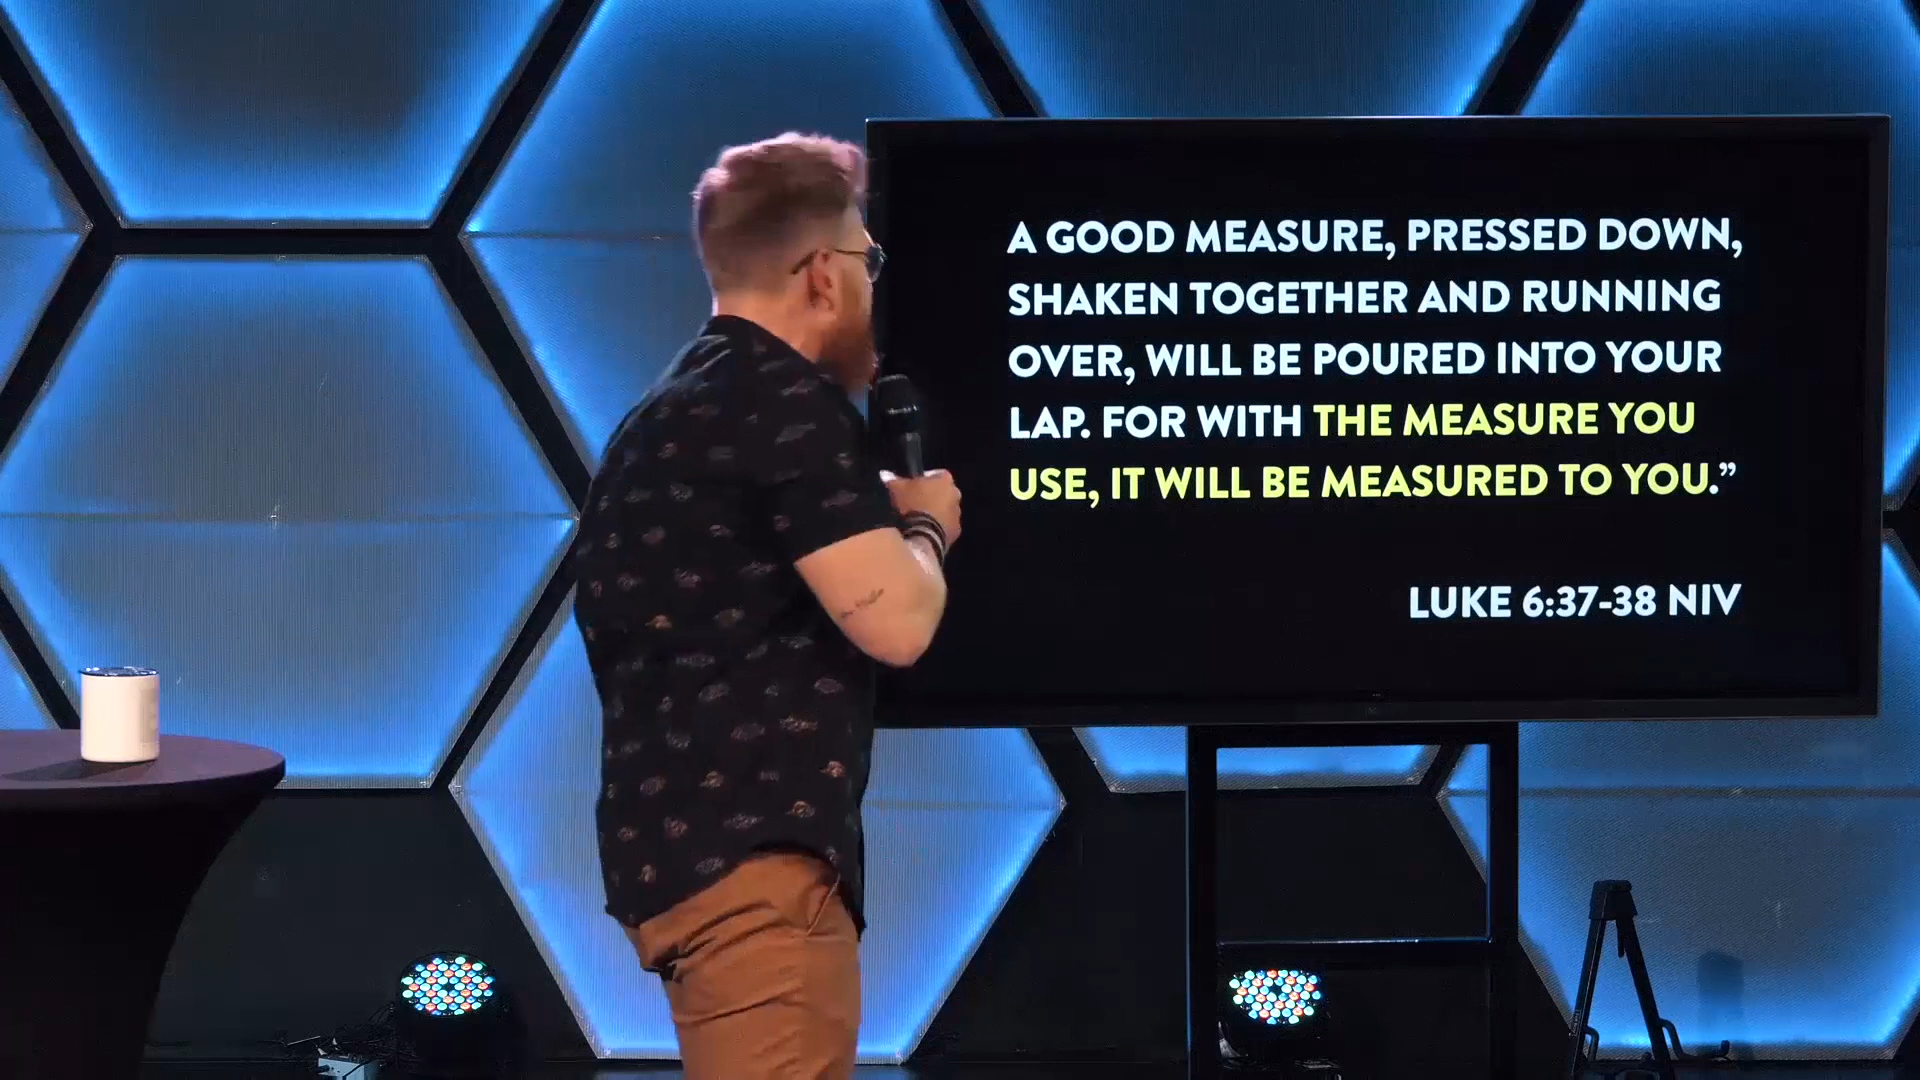 A GOOD MEASURE, PRESSED DOWN,
SHAKEN TOGETHER AND RUNNING
OVER, WILL BE POURED INTO YOUR
LAP. FOR WITH THE MEASURE YOU
USE, IT WILL BE MEASURED TO YOU.”
LUKE 6:37-38 NIV